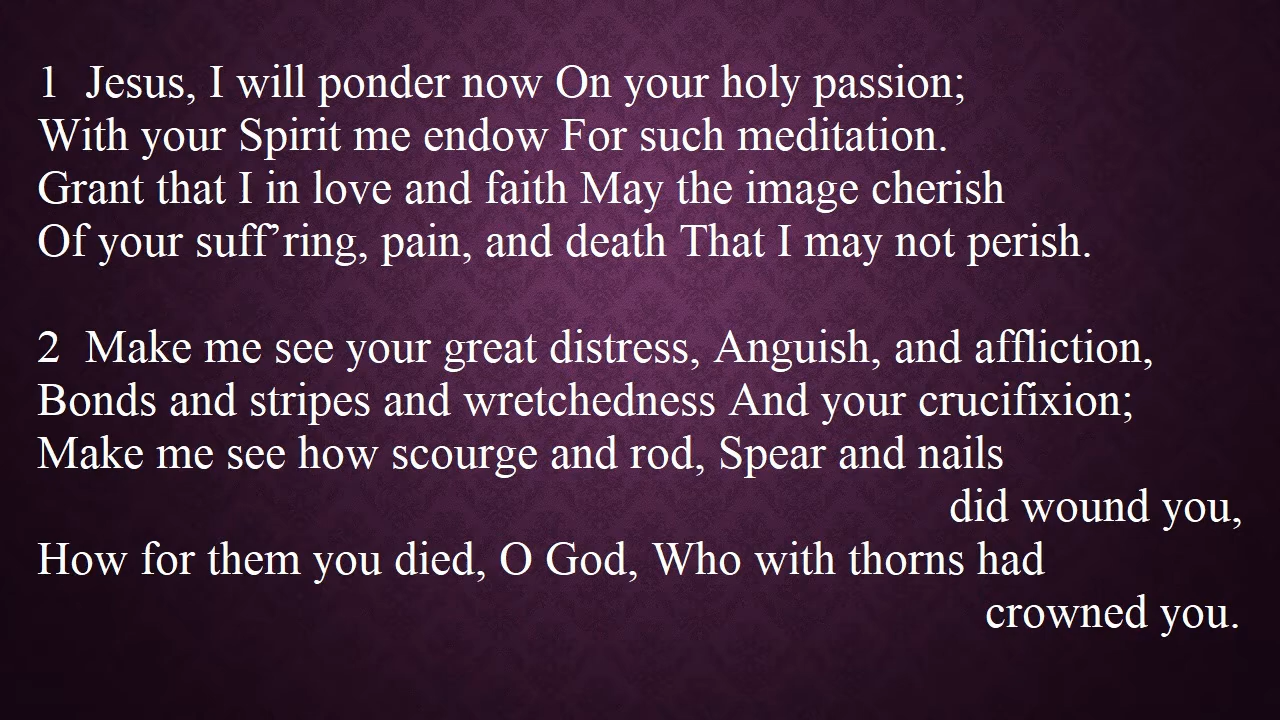 1  Jesus, I will ponder now On your holy passion;
With your Spirit me endow For such meditation.
Grant that I in love and faith May the image cherish
Of your suff’ring, pain, and death That I may not perish.
2  Make me see your great distress, Anguish, and affliction,
Bonds and stripes and wretchedness And your crucifixion;
Make me see how scourge and rod, Spear and nails
did wound you,
How for them you died, O God, Who with thorns had
crowned you.